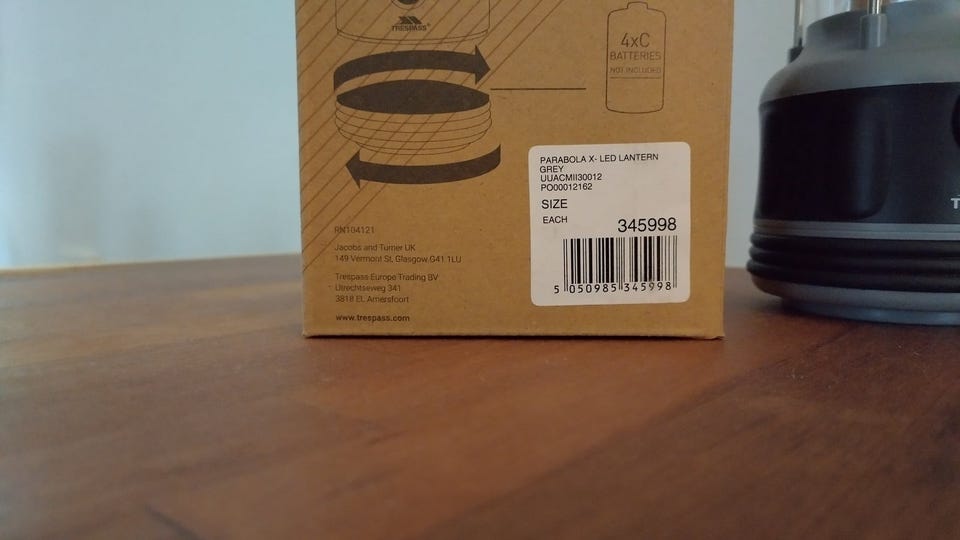 TRESPASS®
4xC
BATTERIES
NOT INCLUDED
PARABOLA X- LED LANTERN
GREY
UUACMII30012
PO00012162
SIZE
EACH
345998
5 050985 345998
RN104121
Jacobs and Turner UK
149 Vermont St, Glasgow G41 1LU
Trespass Europe Trading BV
Utrechtseweg 341
3818 EL Amersfoort
www.trespass.com
T